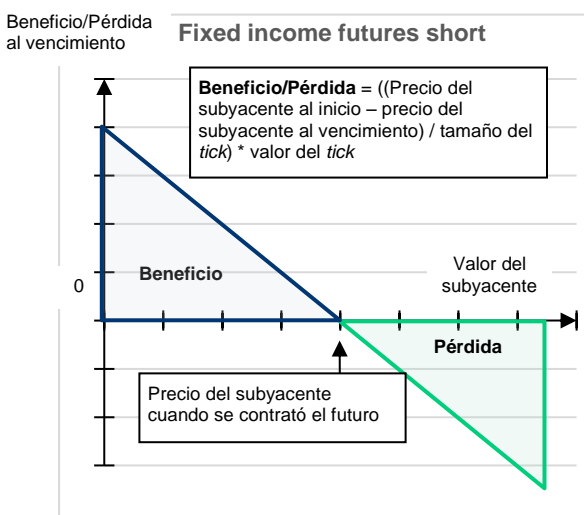 Beneficio/Pérdida
al vencimiento
Fixed income futures short
Beneficio/Pérdida = ((Precio del
subyacente al inicio – precio del
subyacente al vencimiento) / tamaño del
tick) * valor del tick
Beneficio
Valor del
subyacente
0
Pérdida
Precio del subyacente
cuando se contrató el futuro